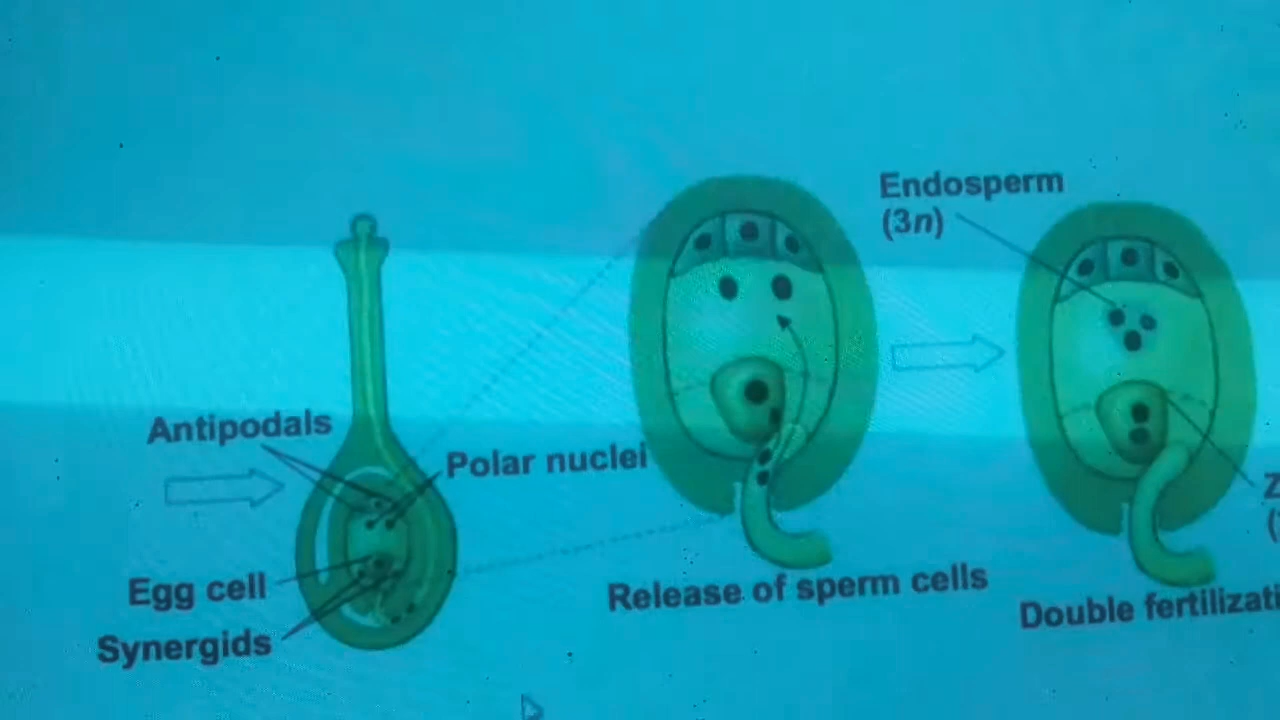 Endosperm
(3n)
Antipodals
Polar nuclei
Egg cell
Synergids
Release of sperm cells
Double fertilizati
Z
(